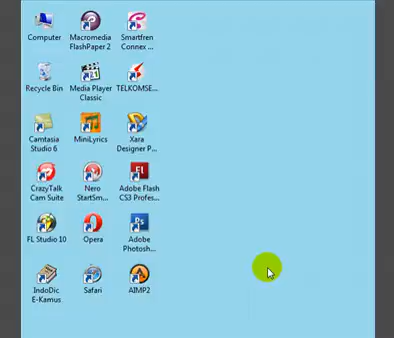 Computer
Macromedia
FlashPaper 2
Smartfren
Connex ...
Recycle Bin
Media Player
Classic
TELKOMSE...
Camtasia
Studio 6
MiniLyrics
Xara
Designer P...
CrazyTalk
Cam Suite
Nero
StartSm...
Adobe Flash
CS3 Profes...
FL Studio 10
Opera
Adobe
Photosh...
IndoDic
E-Kamus
Safari
AIMP2